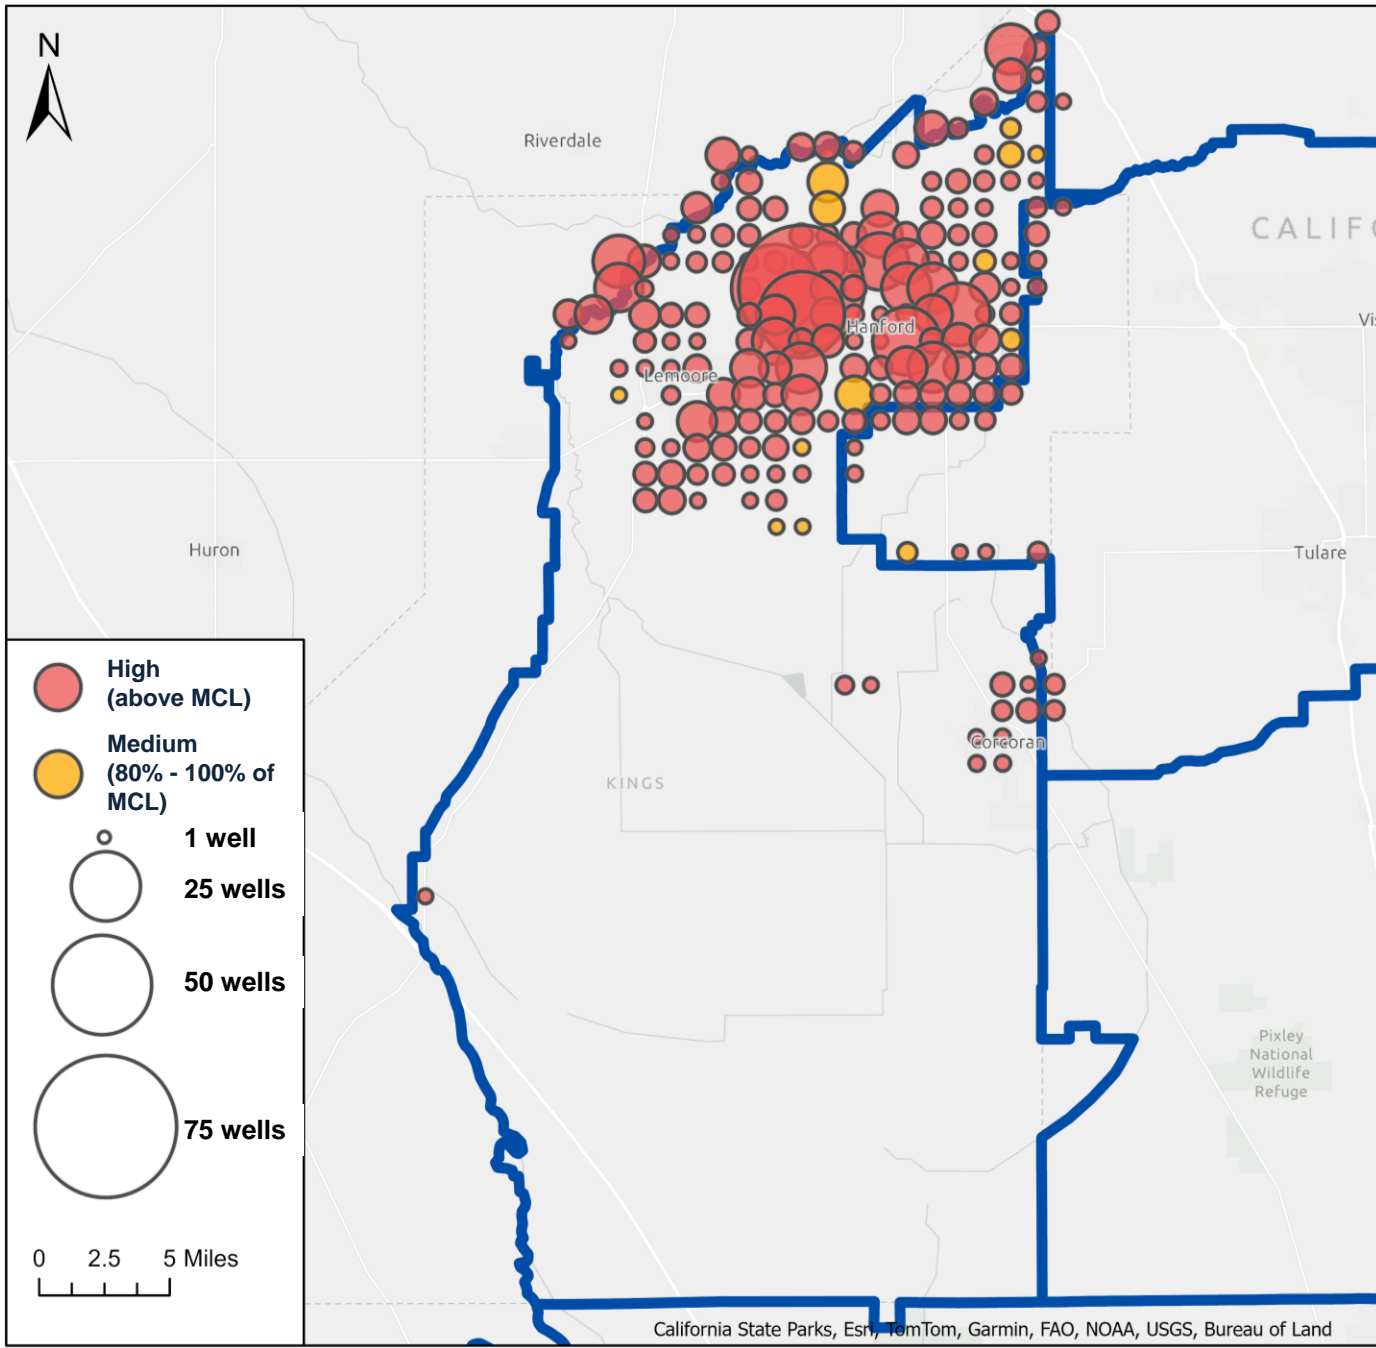 N
Riverdale
CALIF
Hanford
Vis
Lemoore
Huron
Tulare
Corcoran
KINGS
Pixley
National
Wildlife
Refuge
High
(above MCL)
Medium
(80% - 100% of
MCL)
1 well
25 wells
50 wells
75 wells
0 2.5 5 Miles
California State Parks, Esri, TomTom, Garmin, FAO, NOAA, USGS, Bureau of Land